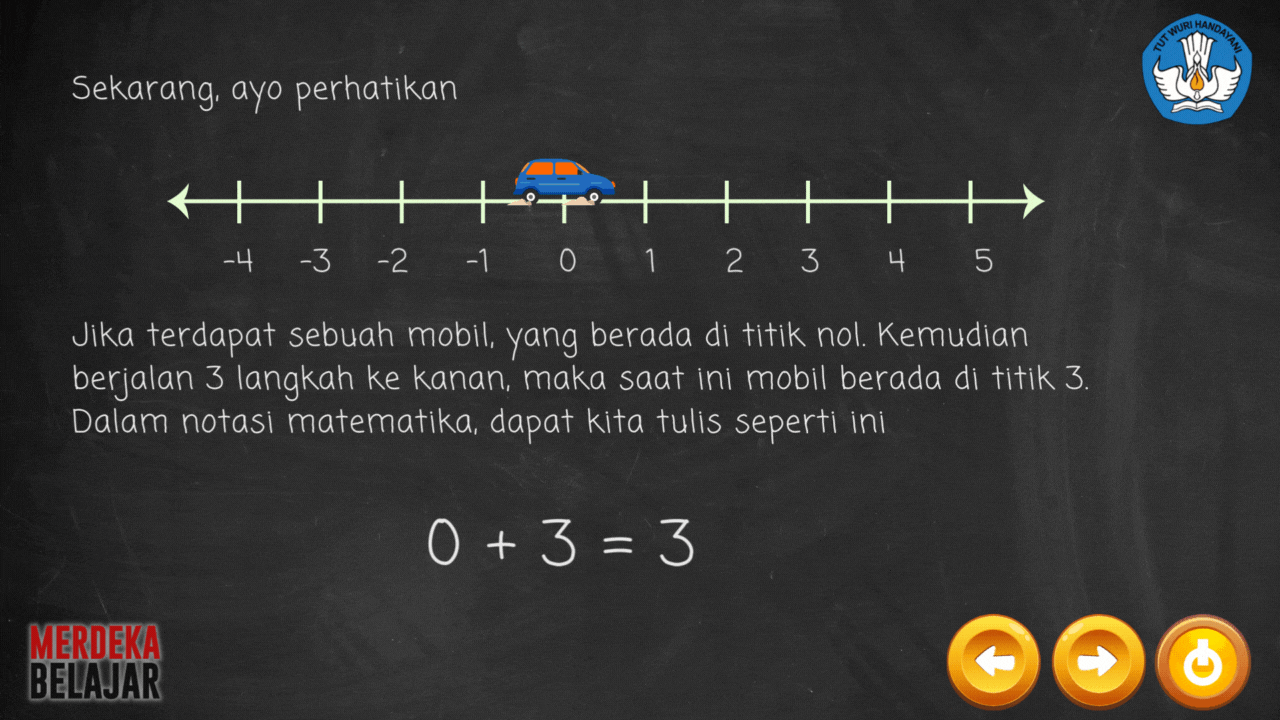 TUT WURI HANDAYANI
Sekarang, ayo perhatikan
-4 -3 -2 -1 0 1 2 3 4 5
Jika terdapat sebuah mobil, yang berada di titik nol. Kemudian
berjalan 3 langkah ke kanan, maka saat ini mobil berada di titik 3.
Dalam notasi matematika, dapat kita tulis seperti ini
0 + 3 = 3
MERDEKA
BELAJAR